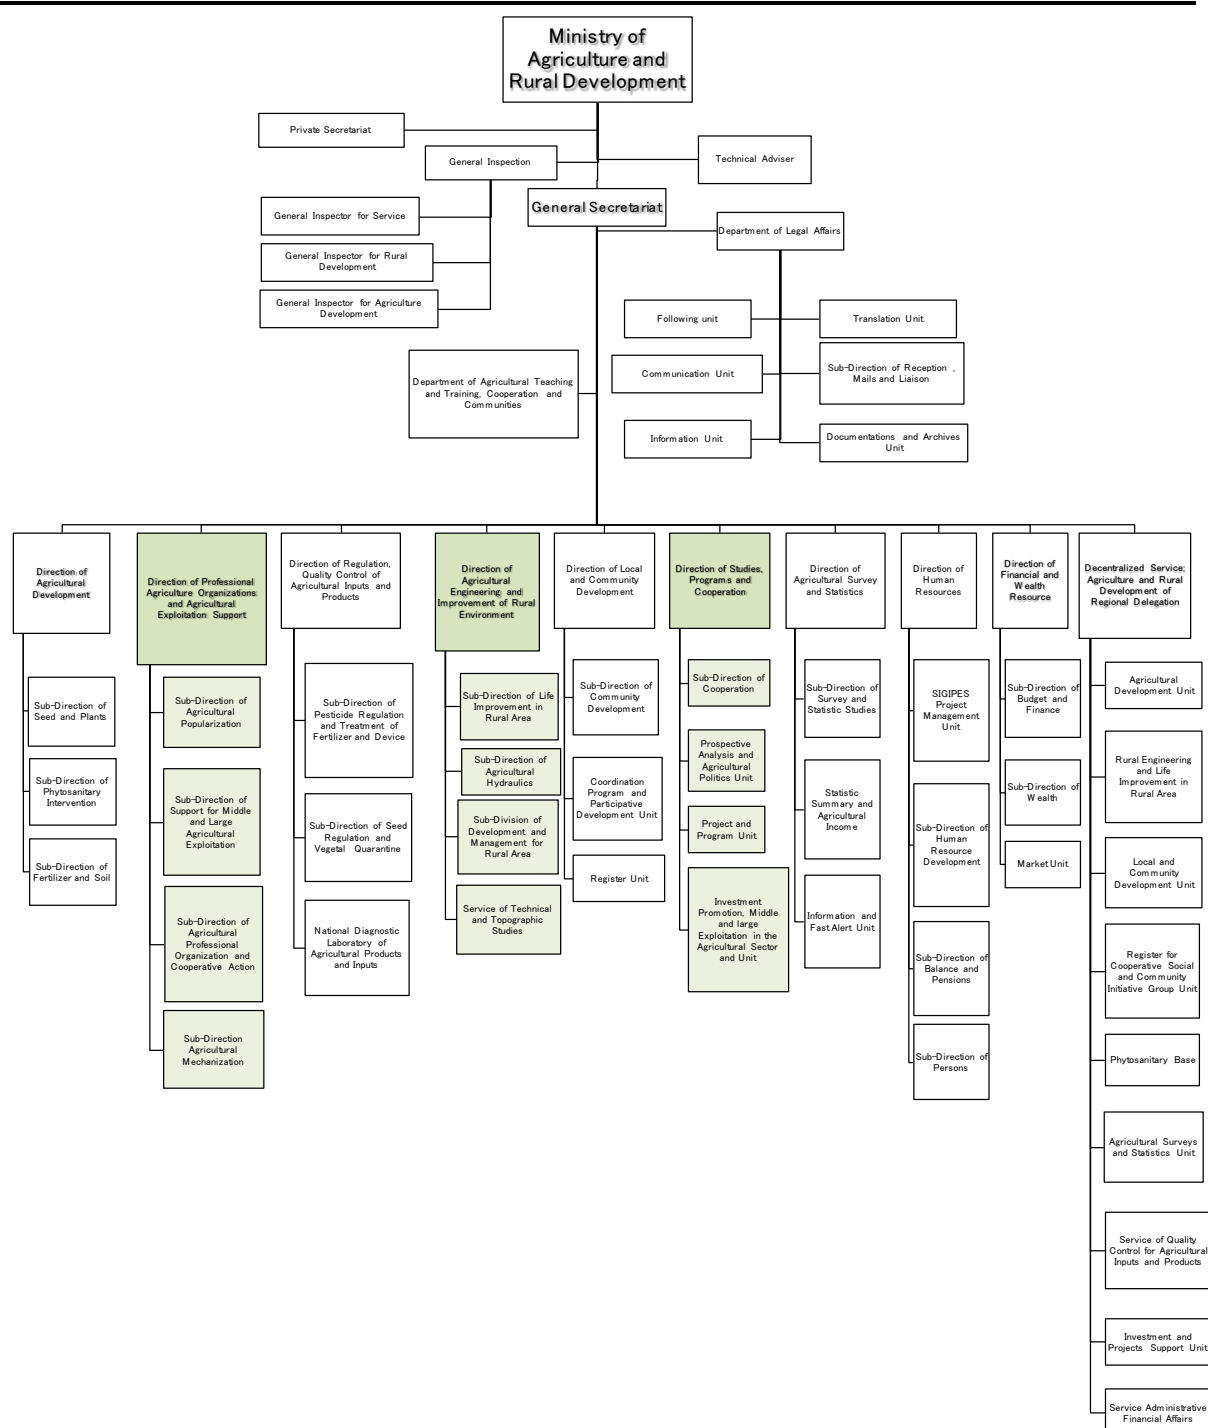 Ministry of
Agriculture and
Rural Development
Private Secretariat
General Inspection
Technical Adviser
General Secretariat
General Inspector for Service
Department of Legal Affairs
General Inspector for Rural
Development
General Inspector for Agriculture
Development
Following unit
Translation Unit
Department of Agricultural Teaching
and Training, Cooperation and
Communities
Communication Unit
Sub-Direction of Reception ,
Mails and Liaison
Information Unit
Documentations and Archives
Unit
Direction of
Agricultural
Development
Direction of Professional
Agriculture Organizations
and Agricultural
Exploitation Support
Direction of Regulation,
Quality Control of
Agricultural Inputs and
Products
Direction of
Agricultural
Engineering and
Improvement of Rural
Environment
Direction of Local
and Community
Development
Direction of Studies,
Programs and
Cooperation
Direction of
Agricultural Survey
and Statistics
Direction of
Human
Resources
Direction of
Financial and
Wealth
Resource
Decentralized Service;
Agriculture and Rural
Development of
Regional Delegation
Sub-Direction of
Seed and Plants
Sub-Direction of
Phytosanitary
Intervention
Sub-Direction of
Fertilizer and Soil
Sub-Direction of
Agricultural
Popularization
Sub-Direction of
Support for Middle
and Large
Agricultural
Exploitation
Sub-Direction of
Agricultural
Professional
Organization and
Cooperative Action
Sub-Direction
Agricultural
Mechanization
Sub-Direction of
Pesticide Regulation
and Treatment of
Fertilizer and Device
Sub-Direction of Seed
Regulation and
Vegetal Quarantine
National Diagnostic
Laboratory of
Agricultural Products
and Inputs
Sub-Direction of Life
Improvement in
Rural Area
Sub-Direction of
Agricultural
Hydraulics
Sub-Division of
Development and
Management for
Rural Area
Service of Technical
and Topographic
Studies
Sub-Direction of
Community
Development
Coordination
Program and
Participative
Development Unit
Register Unit
Sub-Direction of
Cooperation
Prospective
Analysis and
Agricultural
Politics Unit
Project and
Program Unit
Investment
Promotion, Middle
and large
Exploitation in the
Agricultural Sector
and Unit
Sub-Direction of
Survey and
Statistic Studies
Statistic
Summary and
Agricultural
Income
Information and
Fast Alert Unit
SIGIPES
Project
Management
Unit
Sub-Direction of
Human
Resource
Development
Sub-Direction of
Balance and
Pensions
Sub-Direction of
Persons
Sub-Direction of
Budget and
Finance
Sub-Direction of
Wealth
Market Unit
Agricultural
Development Unit
Rural Engineering
and Life
Improvement in
Rural Area
Local and
Community
Development Unit
Register for
Cooperative Social
and Community
Initiative Group Unit
Phytosanitary Base
Agricultural Surveys
and Statistics Unit
Service of Quality
Control for Agricultural
Inputs and Products
Investment and
Projects Support Unit
Service Administrative
Financial Affairs